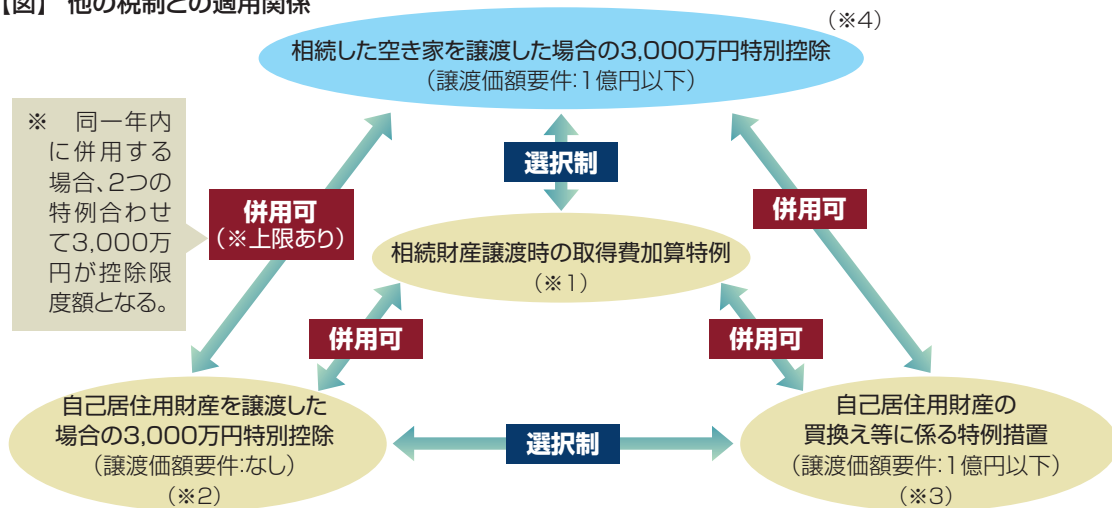 【図】 他の税制との適用関係
(※4)
相続した空き家を譲渡した場合の3,000万円特別控除
(譲渡価額要件:1億円以下)
※ 同一年内
に併用する
場合、2つの
特例合わせ
て3,000万
円が控除限
度額となる。
選択制
併用可
(※上限あり)
併用可
相続財産譲渡時の取得費加算特例
(※1)
併用可
併用可
自己居住用財産を譲渡した
場合の3,000万円特別控除
(譲渡価額要件:なし)
(※2)
選択制
自己居住用財産の
買換え等に係る特例措置
(譲渡価額要件:1億円以下)
(※3)